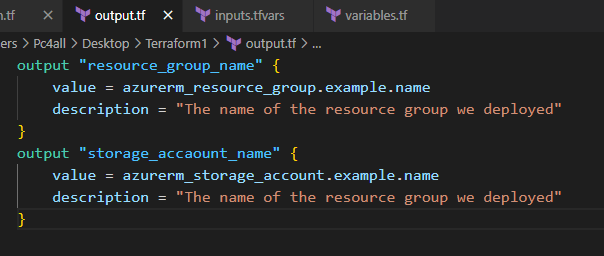 n.tf × output.tf × inputs.tfvars variables.tf
ers > Pc4all > Desktop > Terraform1 > output.tf > ...
output "resource_group_name" {
value = azurerm_resource_group.example.name
description = "The name of the resource group we deployed"
}
output "storage_accaount_name" {
value = azurerm_storage_account.example.name
description = "The name of the resource group we deployed"
}